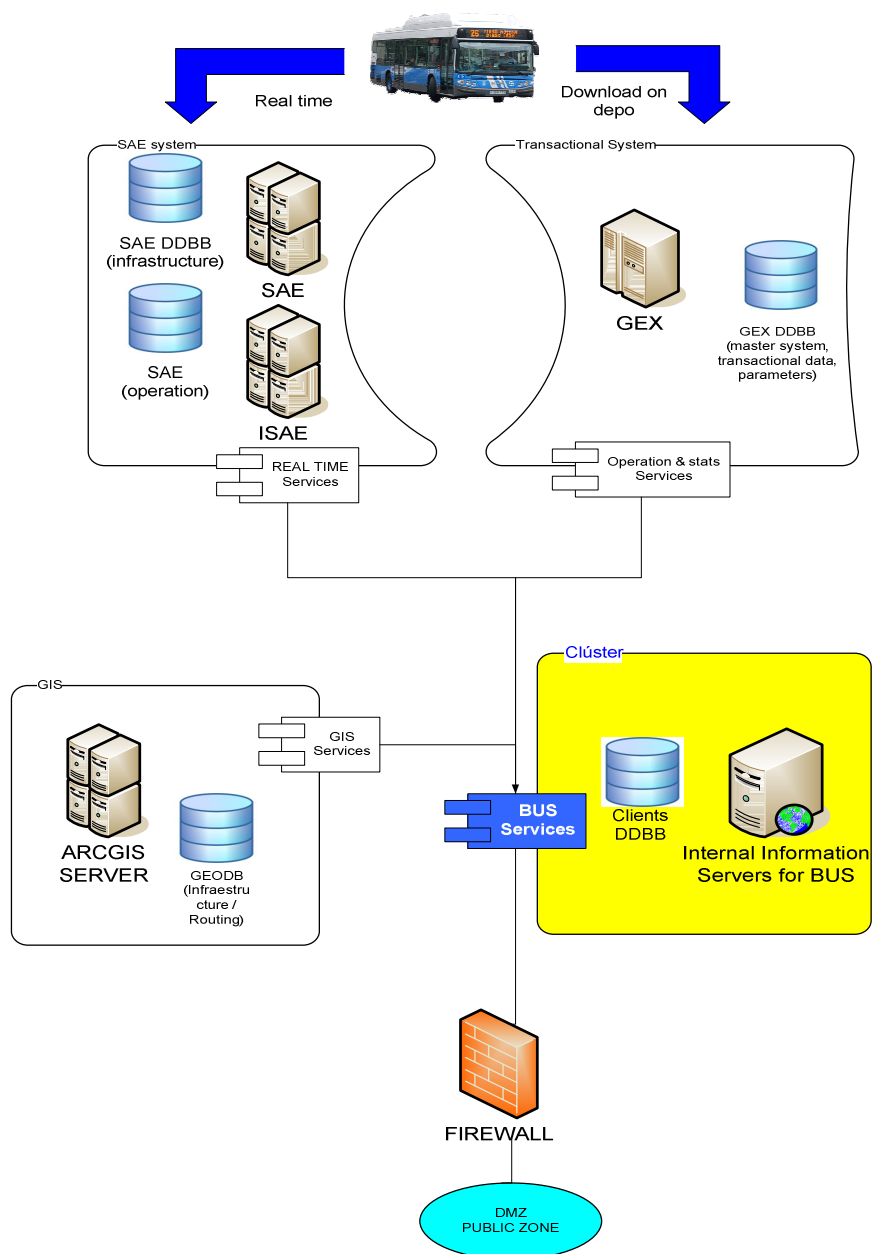 Real time
Download on
depo
SAE system
SAE DDBB
(infrastructure)
SAE
SAE
(operation)
ISAE
REAL TIME
Services
Transactional System
GEX
GEX DDBB
(master system,
transactional data,
parameters)
Operation & stats
Services
GIS
ARCGIS
SERVER
GEODB
(Infraestru
cture /
Routing)
GIS
Services
Clúster
BUS
Services
Clients
DDBB
Internal Information
Servers for BUS
FIREWALL
DMZ
PUBLIC ZONE